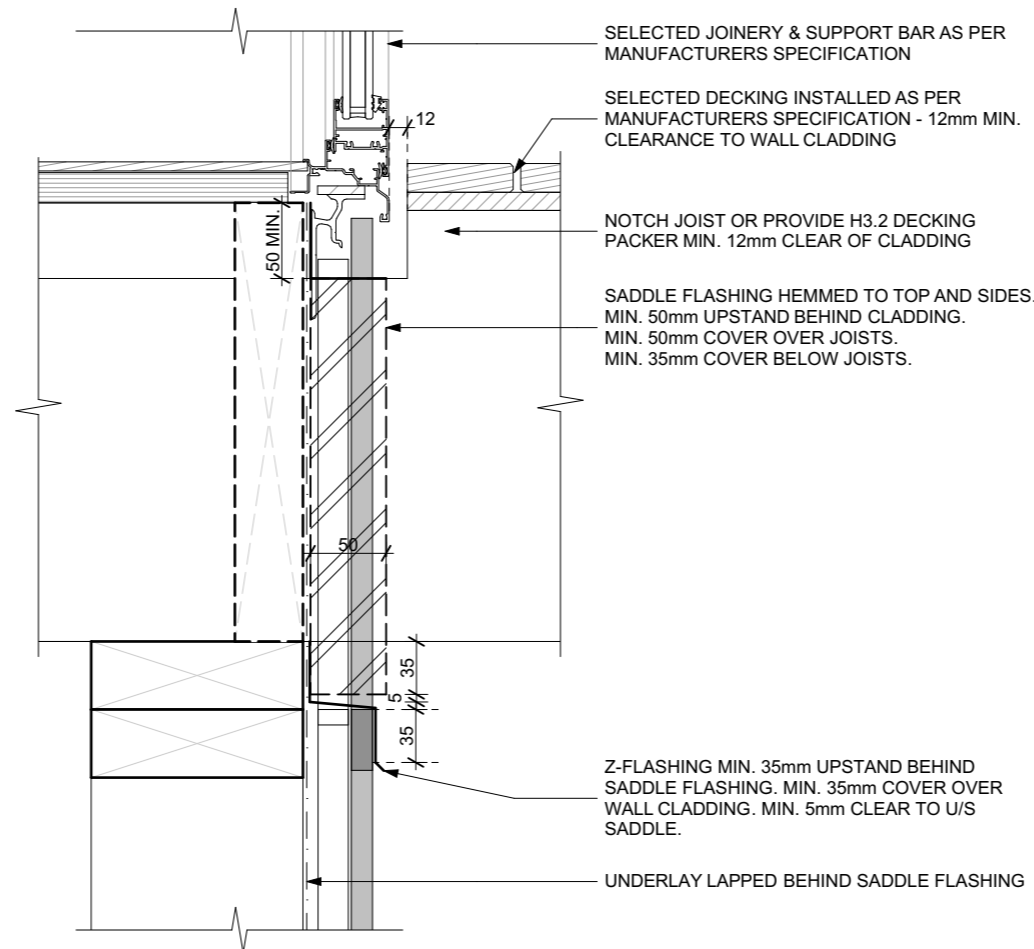 SELECTED JOINERY & SUPPORT BAR AS PER
MANUFACTURERS SPECIFICATION
12
SELECTED DECKING INSTALLED AS PER
MANUFACTURERS SPECIFICATION - 12mm MIN.
CLEARANCE TO WALL CLADDING
50 MIN.
NOTCH JOIST OR PROVIDE H3.2 DECKING
PACKER MIN. 12mm CLEAR OF CLADDING
SADDLE FLASHING HEMMED TO TOP AND SIDES.
MIN. 50mm UPSTAND BEHIND CLADDING.
MIN. 50mm COVER OVER JOISTS.
MIN. 35mm COVER BELOW JOISTS.
50
35
5
35
Z-FLASHING MIN. 35mm UPSTAND BEHIND
SADDLE FLASHING. MIN. 35mm COVER OVER
WALL CLADDING. MIN. 5mm CLEAR TO U/S
SADDLE.
UNDERLAY LAPPED BEHIND SADDLE FLASHING